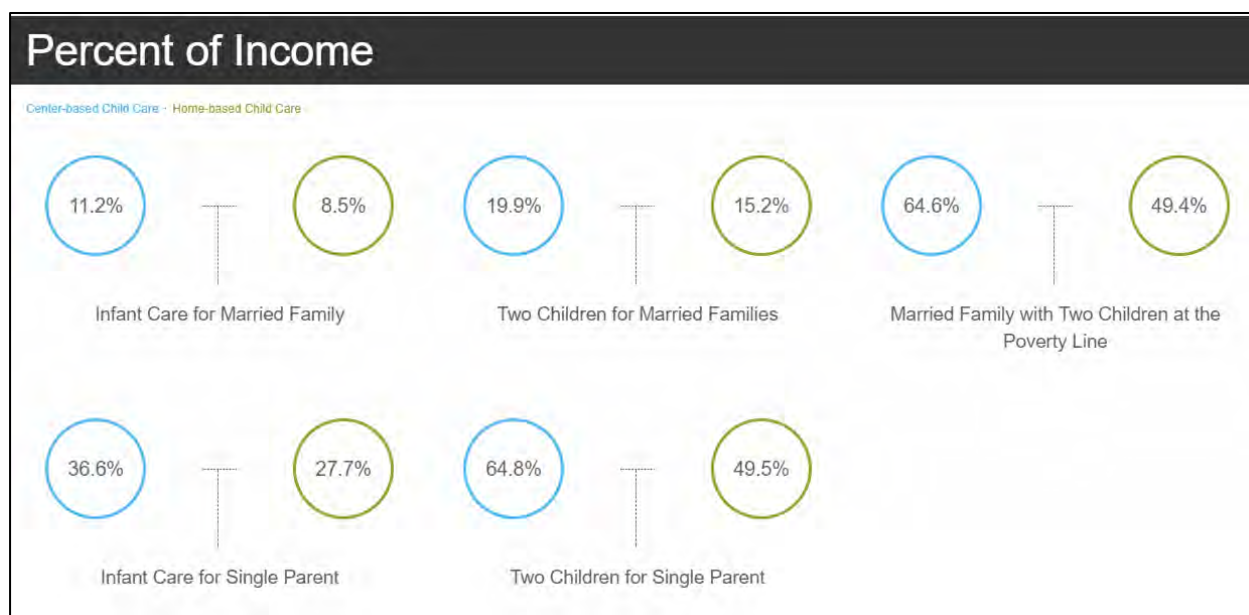 Percent of Income
Center-based Child Care · Home-based Child Care
11.2%
8.5%
19.9%
15.2%
64.6%
49.4%
Infant Care for Married Family
Two Children for Married Families
Married Family with Two Children at the
Poverty Line
36.6%
27.7%
64.8%
49.5%
Infant Care for Single Parent
Two Children for Single Parent